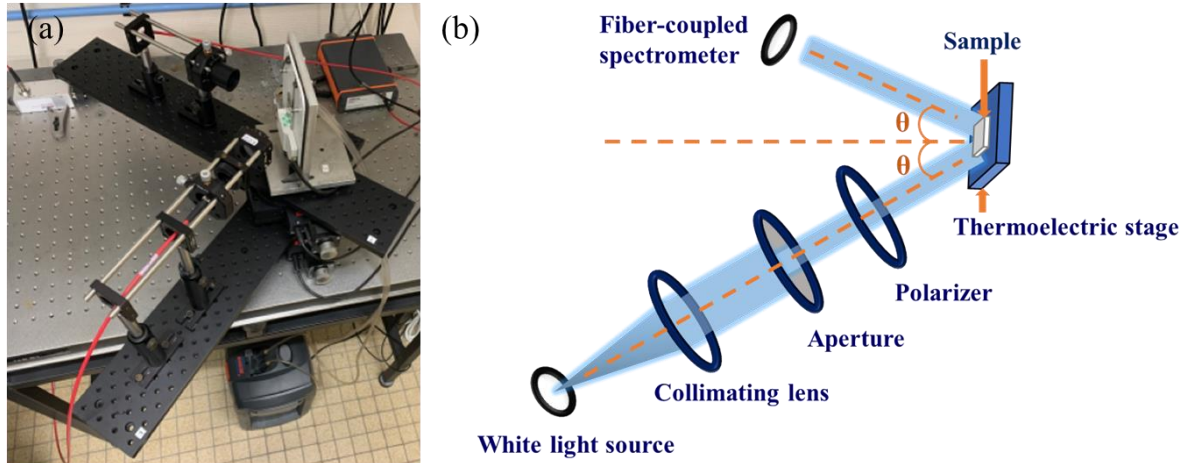 (a)
(b)
Fiber-coupled
spectrometer
Sample
θ
θ
Thermoelectric stage
Polarizer
Aperture
Collimating lens
White light source